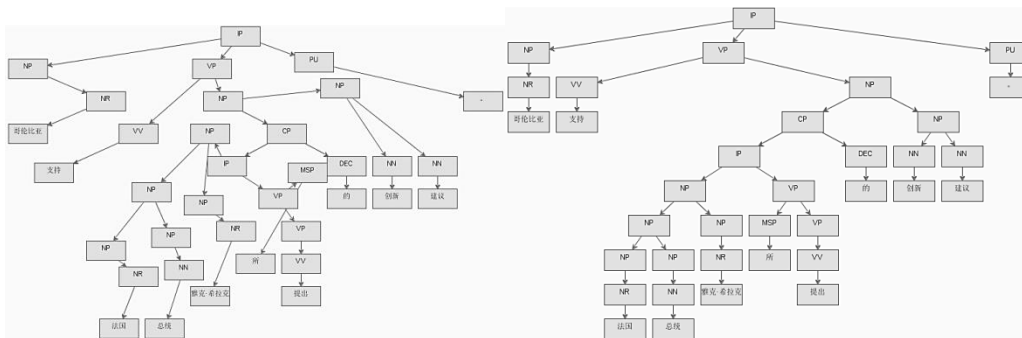 IP
NP VP PU
NR NP NP 。
哥伦比亚 VV NP CP
支持 IP MSP DEC NN NN
NP NP VP 的 创新 建议
NP NP NR 所 VP
NR NN VV
雅克·希拉克 提出
法国 总统
IP
NP VP PU
NR VV NP 。
哥伦比亚 支持 CP NP
IP DEC NN NN
NP VP 的 创新 建议
NP NP MSP VP
NP NP NR 所 VV
NR NN 雅克·希拉克 提出
法国 总统